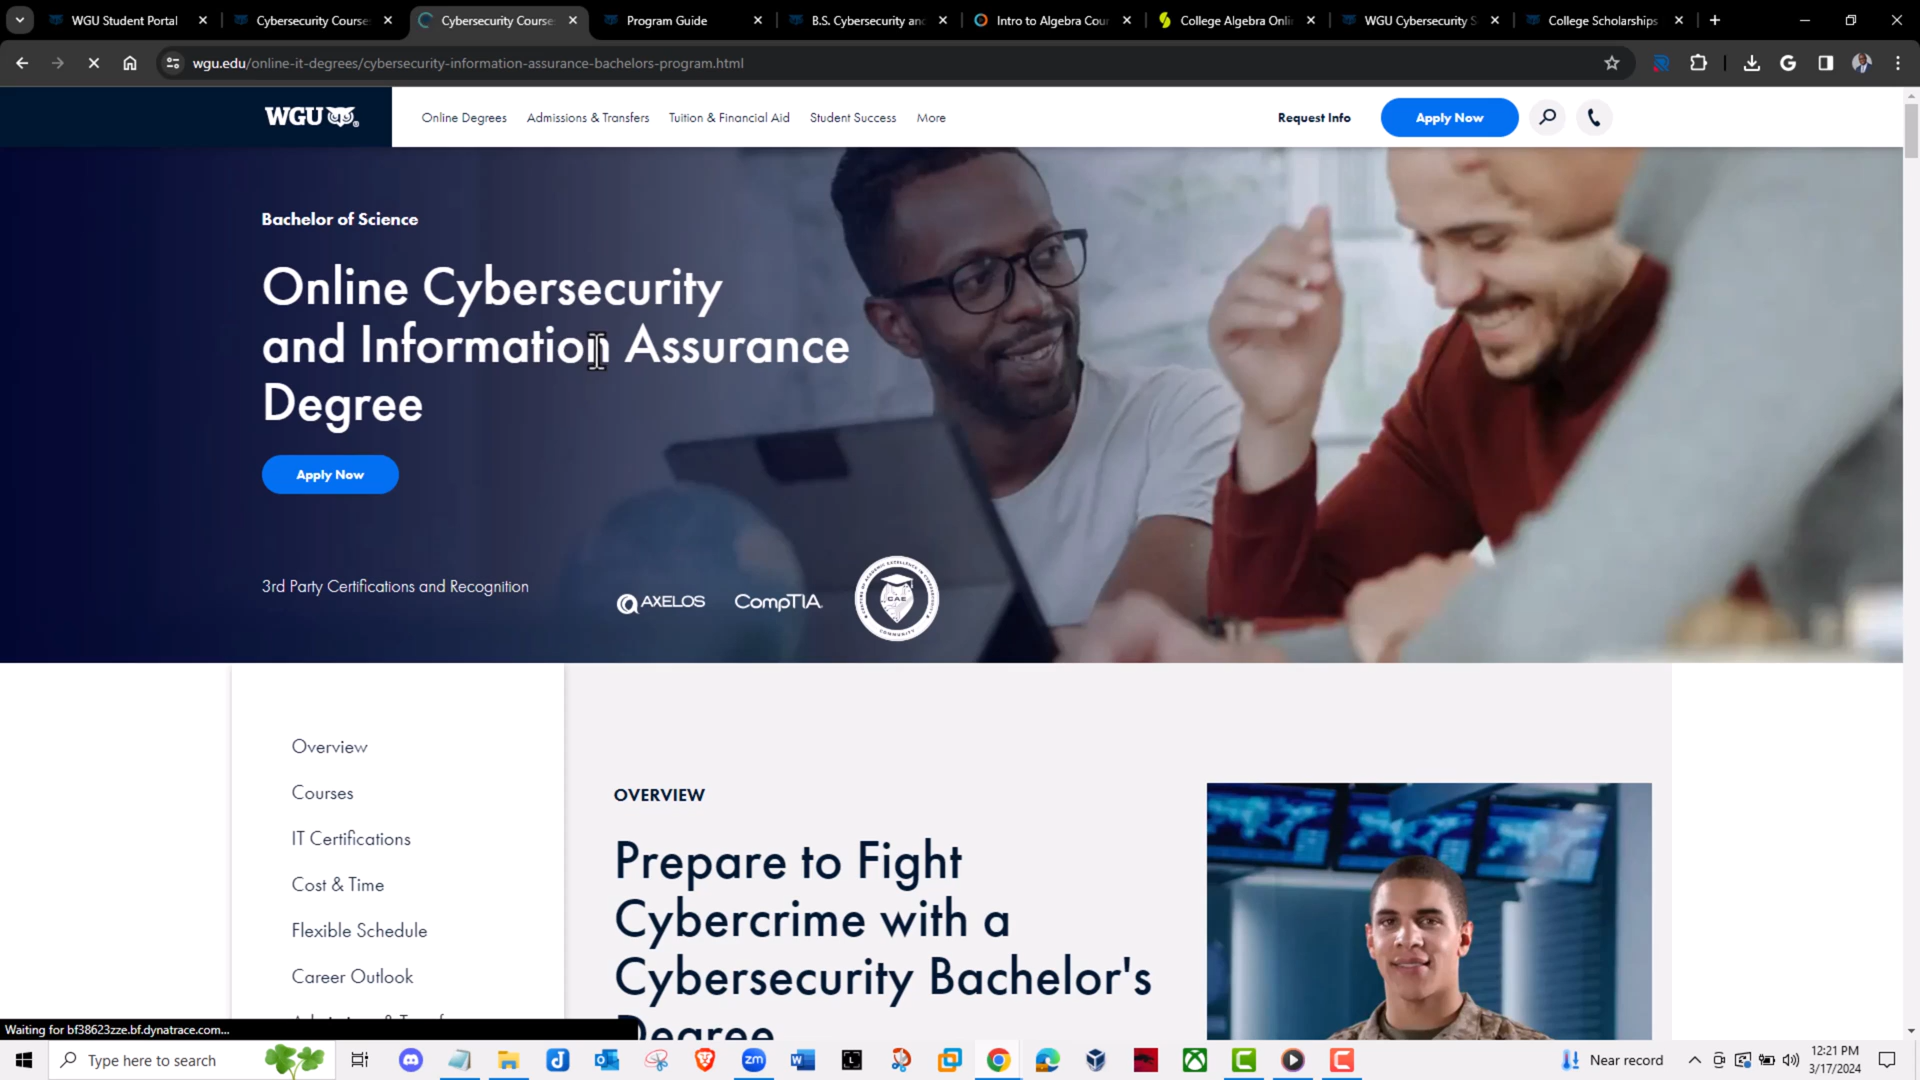 WGU Student Portal
Cybersecurity Course
Cybersecurity Course
Program Guide
B.S. Cybersecurity an
Intro to Algebra Cour
College Algebra Onli
WGU Cybersecurity S
College Scholarships
wgu.edu/online-it-degrees/cybersecurity-information-assurance-bachelors-program.html
WGU
Online Degrees
Admissions & Transfers
Tuition & Financial Aid
Student Success
More
Request Info
Apply Now
Bachelor of Science
Online Cybersecurity
and Information Assurance
Degree
Apply Now
3rd Party Certifications and Recognition
AXELOS
CompTIA.
CAE
COMMUNITY
Overview
Courses
IT Certifications
Cost & Time
Flexible Schedule
Career Outlook
OVERVIEW
Prepare to Fight
Cybercrime with a
Cybersecurity Bachelor's
Degree
Waiting for bf38623zze.bf.dynatrace.com...
Type here to search
zm
Near record
12:21 PM
3/17/2024